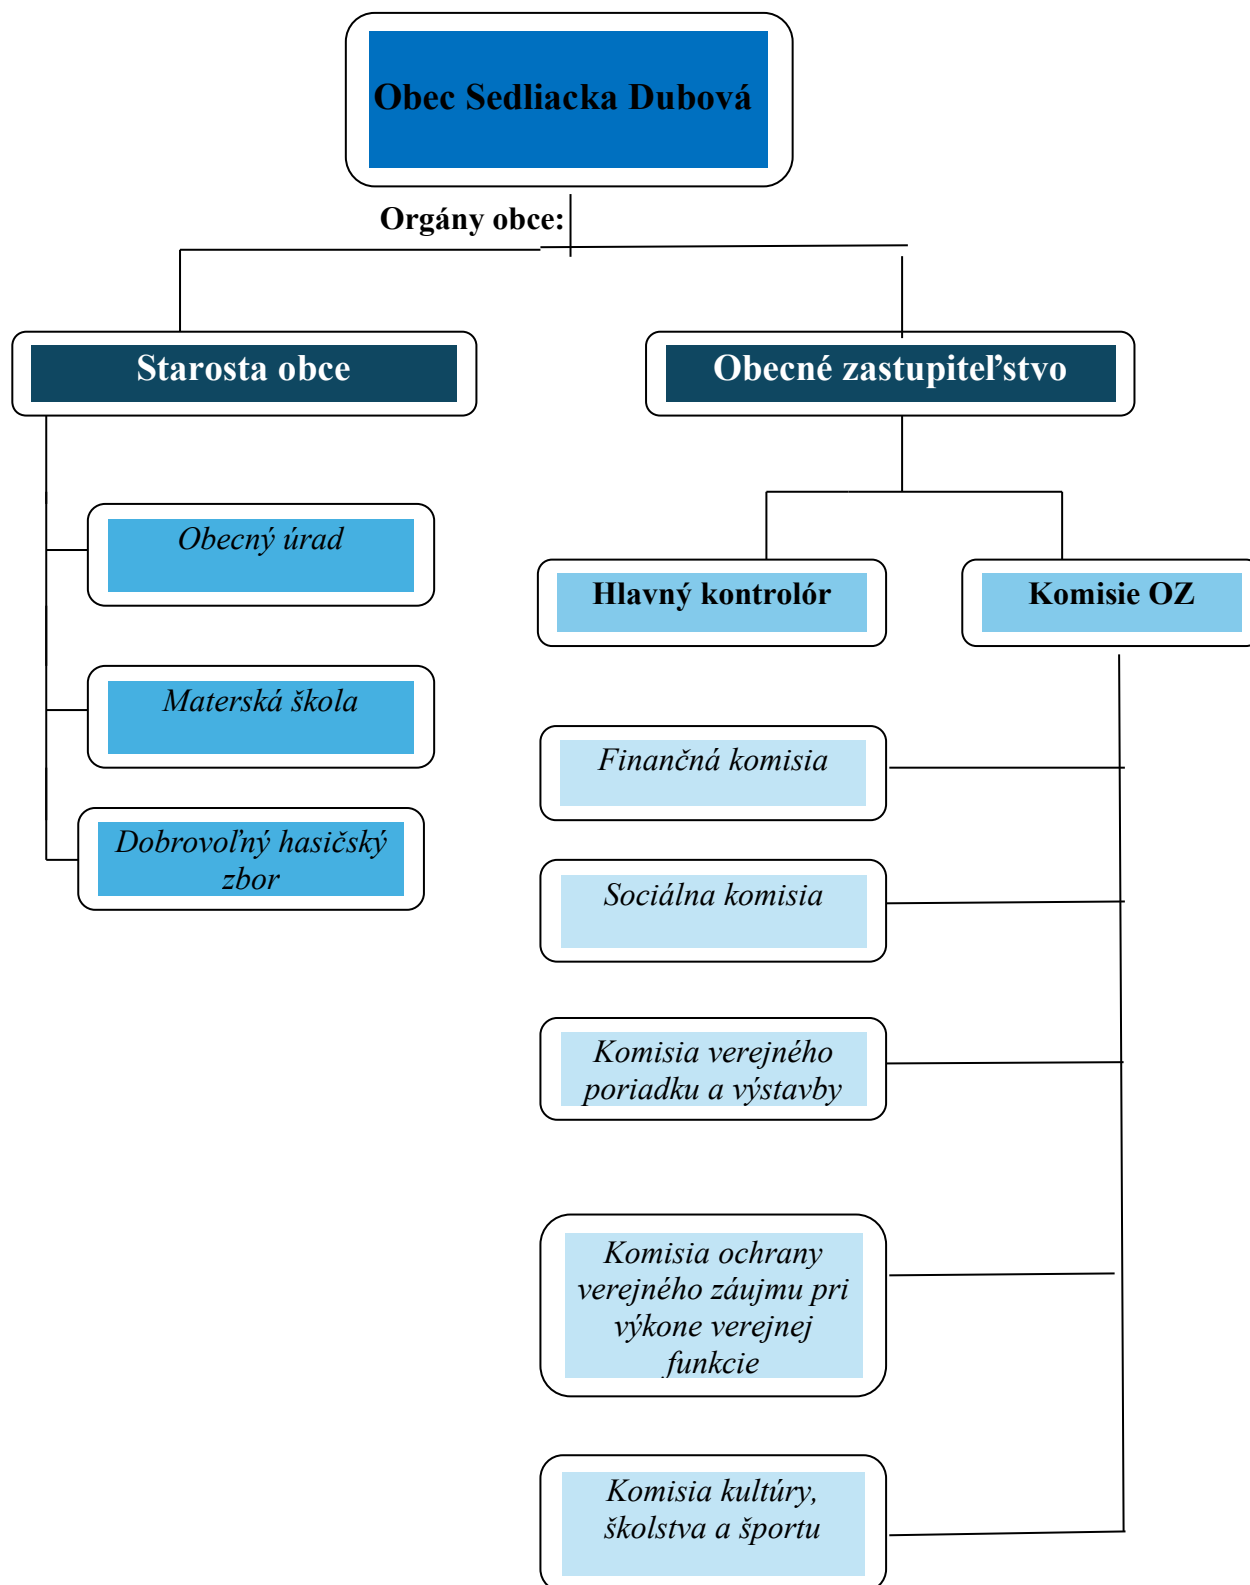 Obec Sedliacka Dubová
Orgány obce:
Starosta obce
Obecné zastupiteľstvo
Obecný úrad
Materská škola
Dobrovoľný hasičský
zbor
Hlavný kontrolór
Komisie OZ
Finančná komisia
Sociálna komisia
Komisia verejného
poriadku a výstavby
Komisia ochrany
verejného záujmu pri
výkone verejnej
funkcie
Komisia kultúry,
školstva a športu